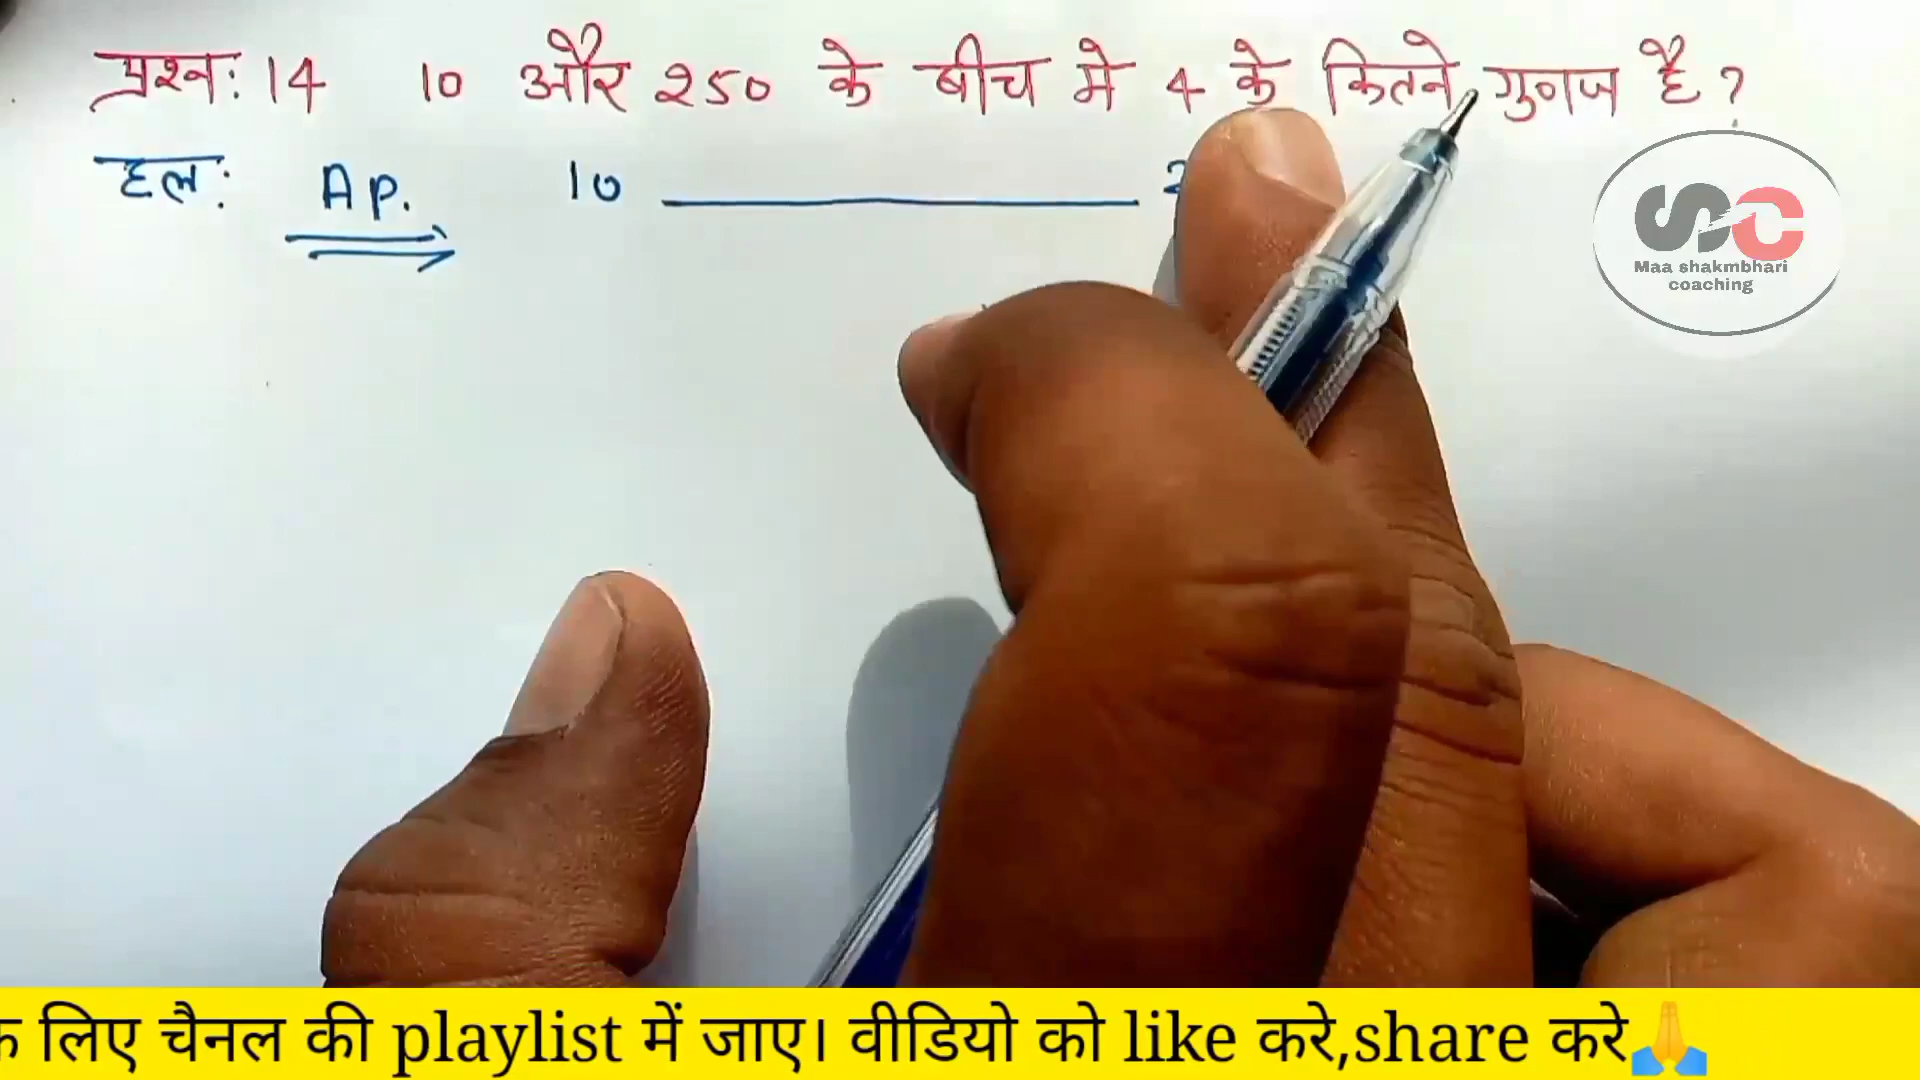 प्रश्न: 14 10 और 250 के बीच मे 4 के कितने गुणज है?
हल: A P. 10 2
Maa shakmbhari
coaching
लिए चैनल की playlist में जाए। वीडियो को like करे,share करे🙏